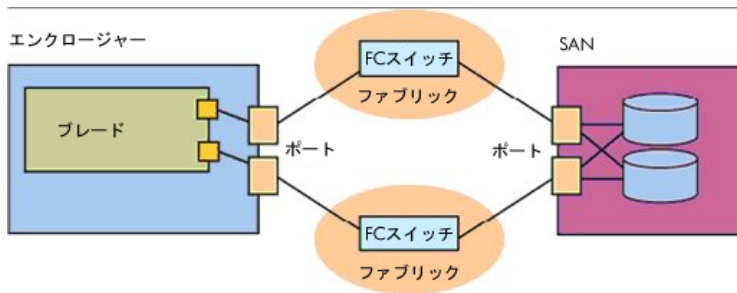 エンクロージャー
SAN
FCスイッチ
ファブリック
ブレード
ポート
ポート
FCスイッチ
ファブリック